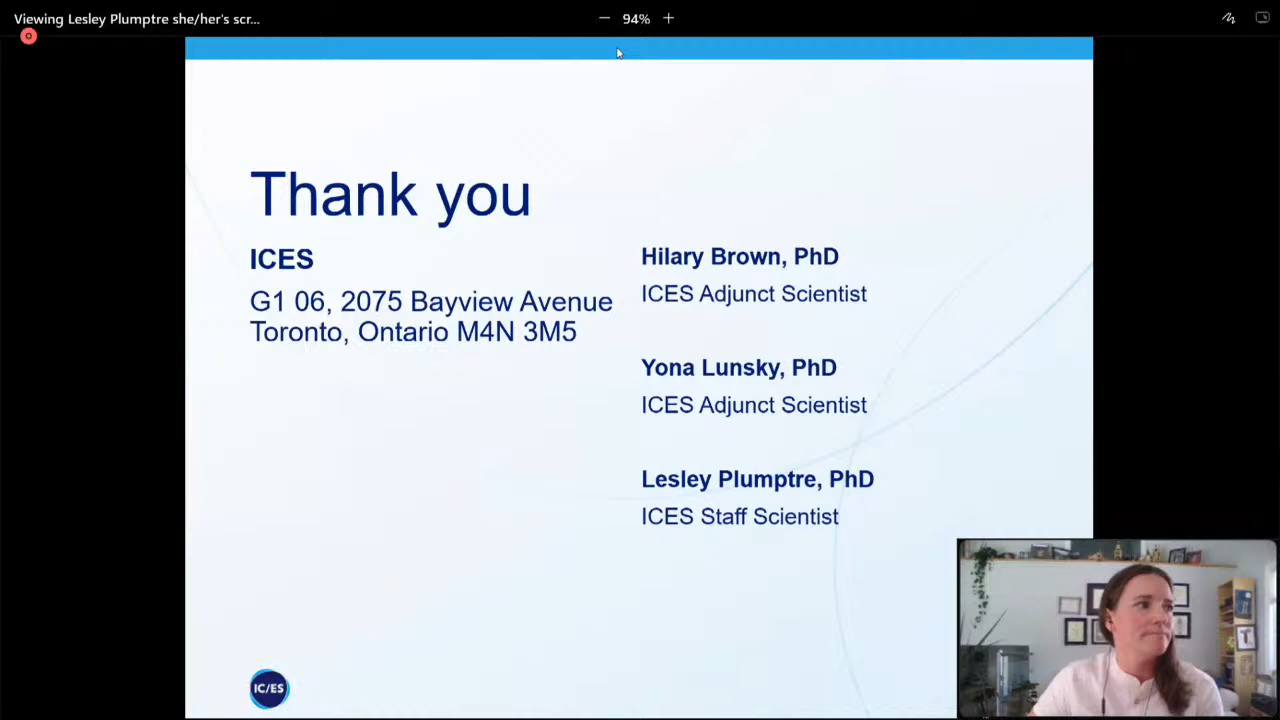 Viewing Lesley Plumptre she/her's scr...
94%
Thank you
ICES
G1 06, 2075 Bayview Avenue
Toronto, Ontario M4N 3M5
Hilary Brown, PhD
ICES Adjunct Scientist
Yona Lunsky, PhD
ICES Adjunct Scientist
Lesley Plumptre, PhD
ICES Staff Scientist
IC/ES